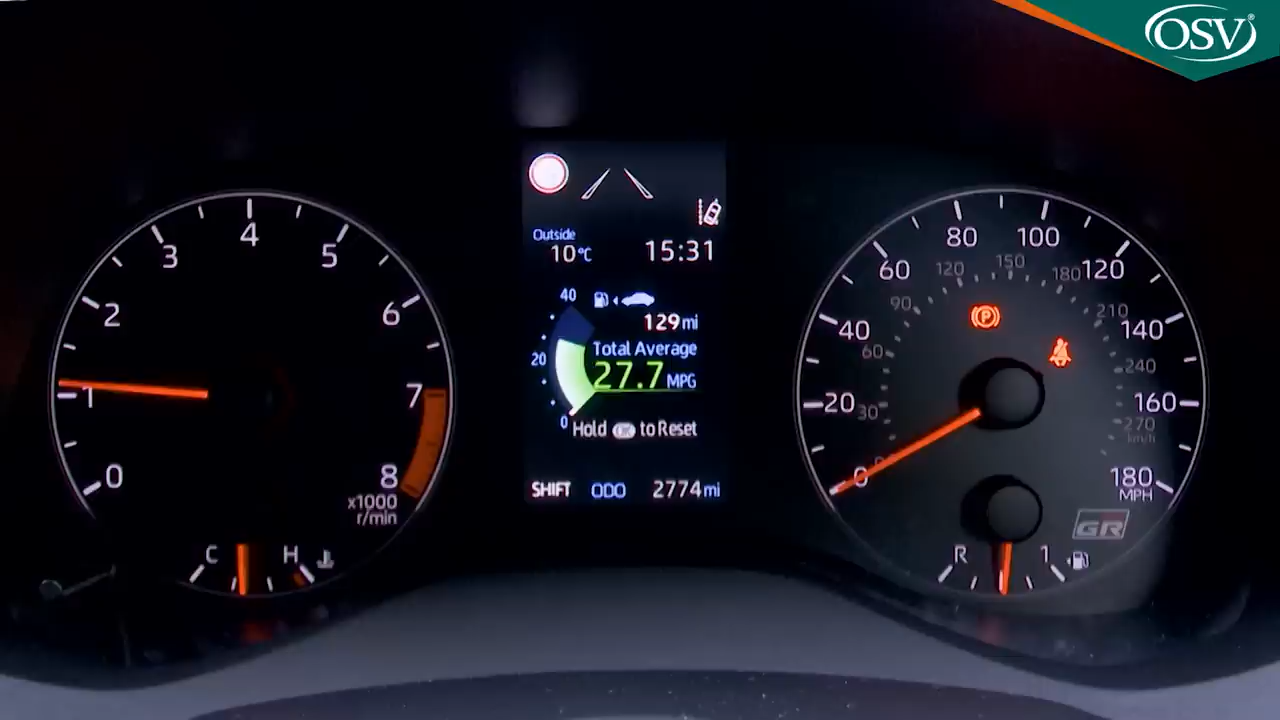 OSV®
4
3
5
2
6
1
7
0
8
x1000
r/min
C
H
Outside
10°C
15:31
40
129mi
Total Average
20
27.7 MPG
0
Hold OK to Reset
SHIFT
ODO
2774mi
80
100
60
120
40
140
20
160
0
180
MPH
120
150
180
90
210
60
240
30
270
km/h
P
GR
R
1